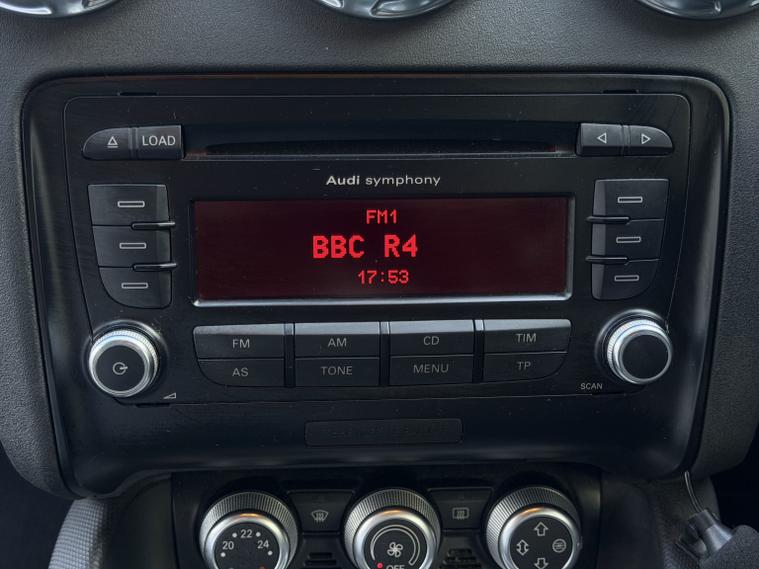 LOAD
Audi symphony
FM1
BBC R4
17:53
FM AM CD TIM
AS TONE MENU TP
SCAN
20 22 24
OFF